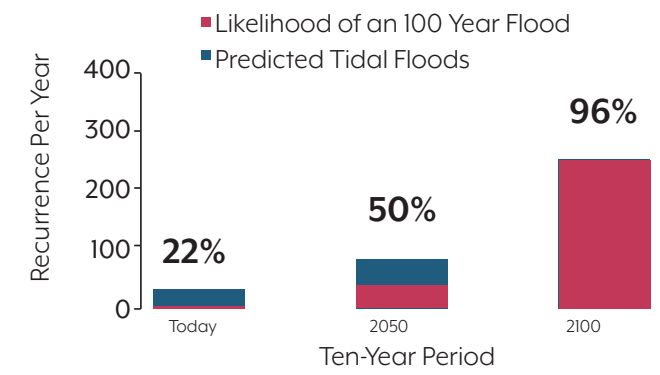 Likelihood of an 100 Year Flood
Predicted Tidal Floods
Recurrence Per Year
400
300
200
100
0
22%
50%
96%
Today
2050
2100
Ten-Year Period